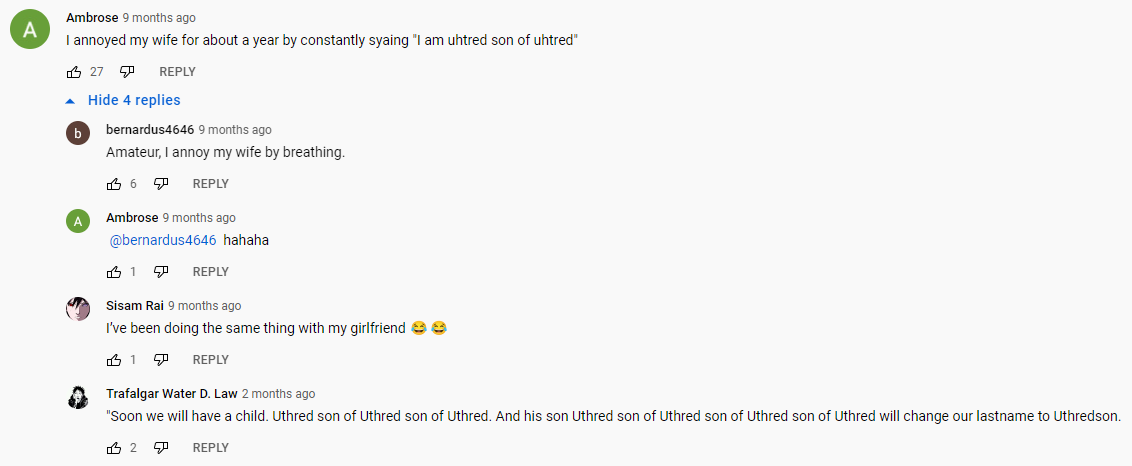 A
Ambrose 9 months ago
I annoyed my wife for about a year by constantly syaing "I am uhtred son of uhtred"
27 REPLY
Hide 4 replies
b
bernardus4646 9 months ago
Amateur, I annoy my wife by breathing.
6 REPLY
A
Ambrose 9 months ago
@bernardus4646 hahaha
1 REPLY
Sisam Rai 9 months ago
I've been doing the same thing with my girlfriend 😂 😂
1 REPLY
Trafalgar Water D. Law 2 months ago
"Soon we will have a child. Uthred son of Uthred son of Uthred. And his son Uthred son of Uthred son of Uthred son of Uthred will change our lastname to Uthredson.
2 REPLY